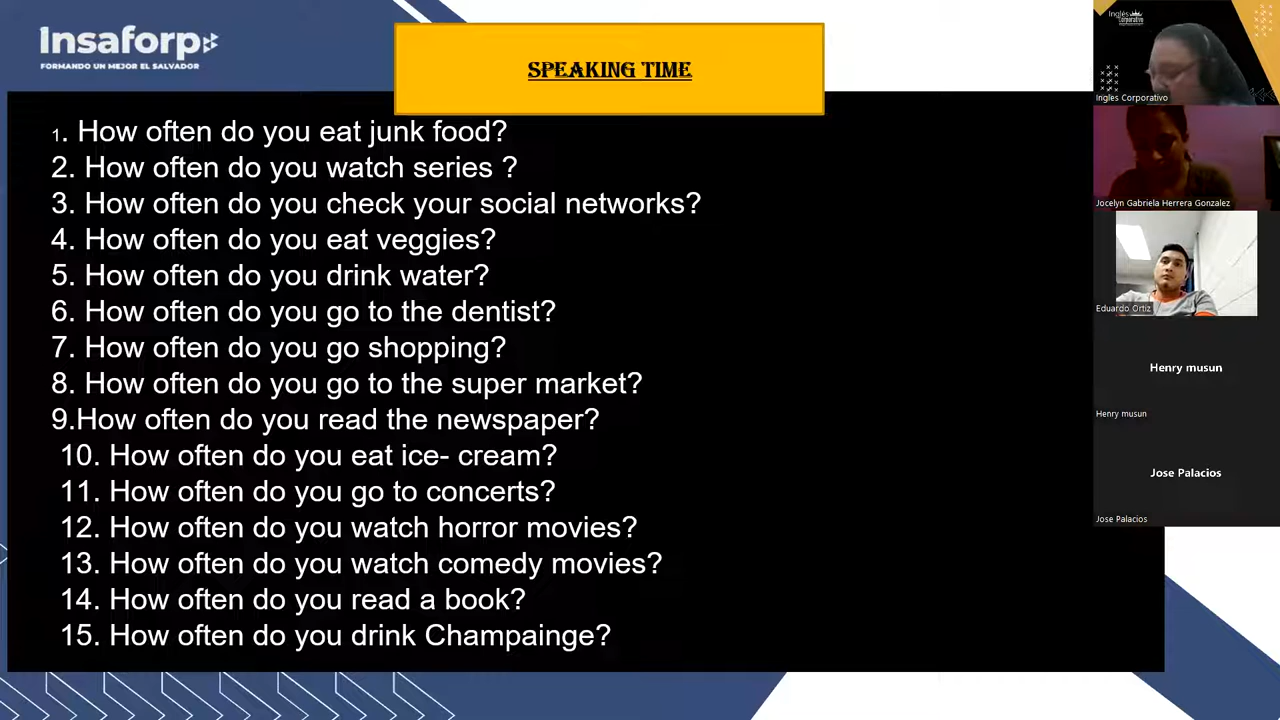 Insaforp
FORMANDO UN MEJOR EL SALVADOR
SPEAKING TIME
1. How often do you eat junk food?
2. How often do you watch series ?
3. How often do you check your social networks?
4. How often do you eat veggies?
5. How often do you drink water?
6. How often do you go to the dentist?
7. How often do you go shopping?
8. How often do you go to the super market?
9.How often do you read the newspaper?
10. How often do you eat ice- cream?
11. How often do you go to concerts?
12. How often do you watch horror movies?
13. How often do you watch comedy movies?
14. How often do you read a book?
15. How often do you drink Champainge?
Inglés
Corporativo
Ingles Corporativo
Jocelyn Gabriela Herrera Gonzalez
Eduardo Ortiz
Henry musun
Henry musun
Jose Palacios
Jose Palacios